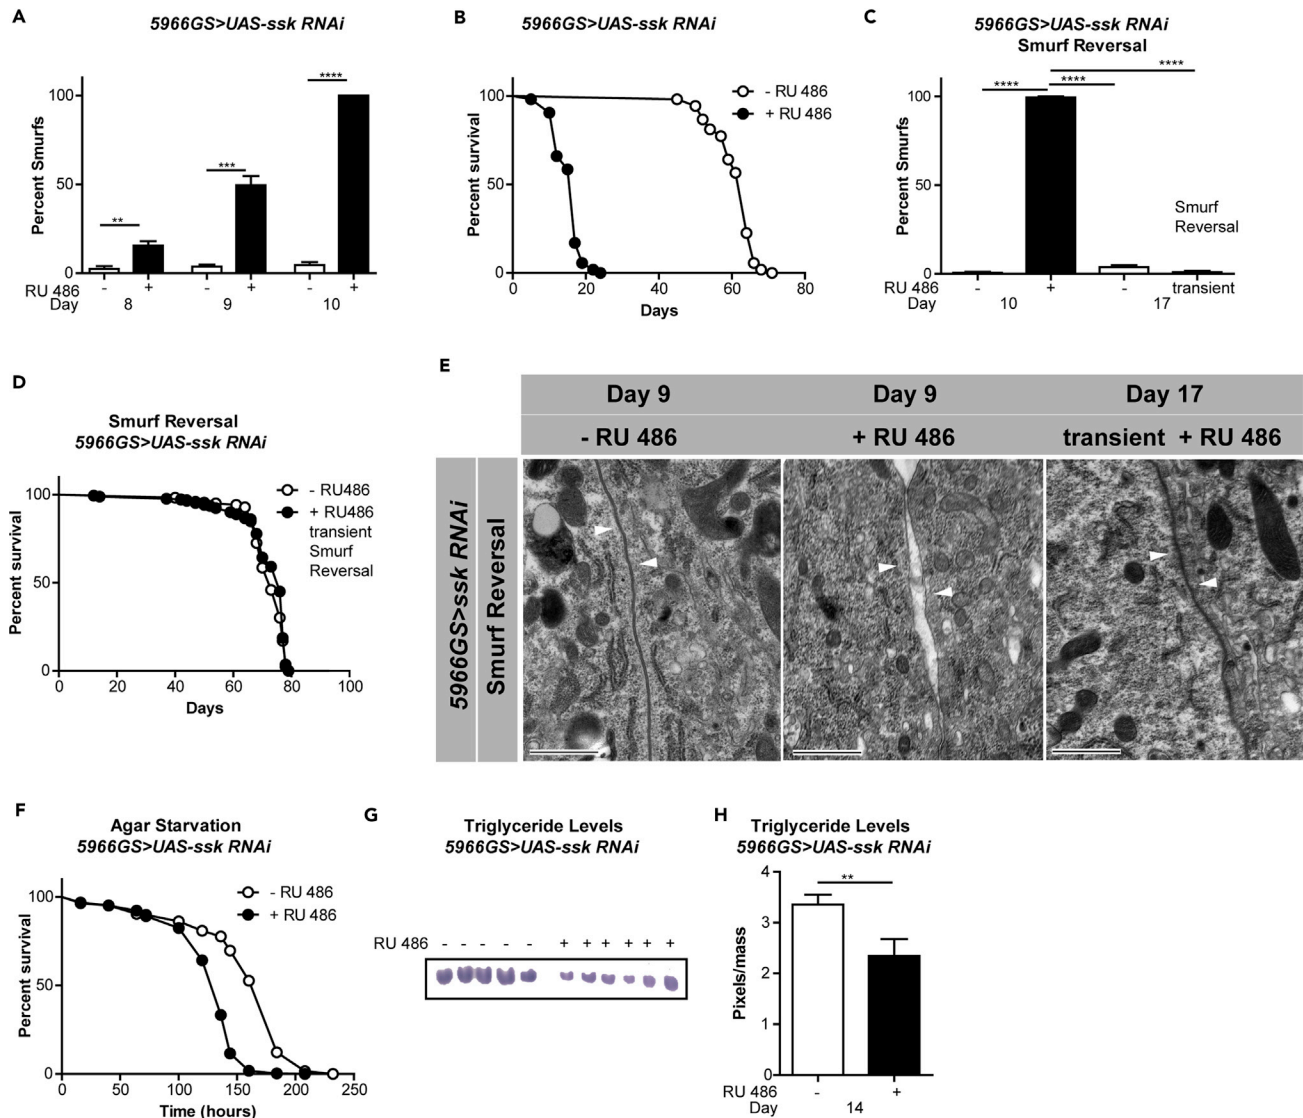 A
5966GS>UAS-ssk RNAi
Percent Smurfs
100
50
0
**
***
****
RU 486 - + - + - +
Day 8 9 10
B
5966GS>UAS-ssk RNAi
Percent survival
100
50
0
- RU 486
+ RU 486
0 20 40 60 80
Days
C
5966GS>UAS-ssk RNAi
Smurf Reversal
Percent Smurfs
100
50
0
****
**** ****
Smurf
Reversal
RU 486 - + - transient
Day 10 17
D
Smurf Reversal
5966GS>UAS-ssk RNAi
Percent survival
100
50
0
- RU486
+ RU486
transient
Smurf
Reversal
0 20 40 60 80 100
Days
E
Day 9 Day 9 Day 17
- RU 486 + RU 486 transient + RU 486
5966GS>ssk RNAi
Smurf Reversal
F
Agar Starvation
5966GS>UAS-ssk RNAi
Percent survival
100
50
0
- RU 486
+ RU 486
0 50 100 150 200 250
Time (hours)
G
Triglyceride Levels
5966GS>UAS-ssk RNAi
RU 486 - - - - - + + + + + +
H
Triglyceride Levels
5966GS>UAS-ssk RNAi
Pixels/mass
4
3
2
1
0
**
RU 486 - +
Day 14